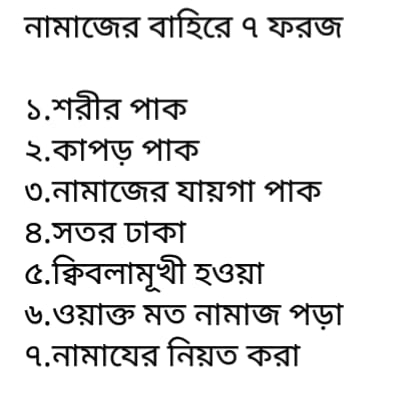 নামাজের বাহিরে ৭ ফরজ
১.শরীর পাক
২.কাপড় পাক
৩.নামাজের যায়গা পাক
৪.সতর ঢাকা
৫.ক্বিবলামূখী হওয়া
৬.ওয়াক্ত মত নামাজ পড়া
৭.নামাযের নিয়ত করা